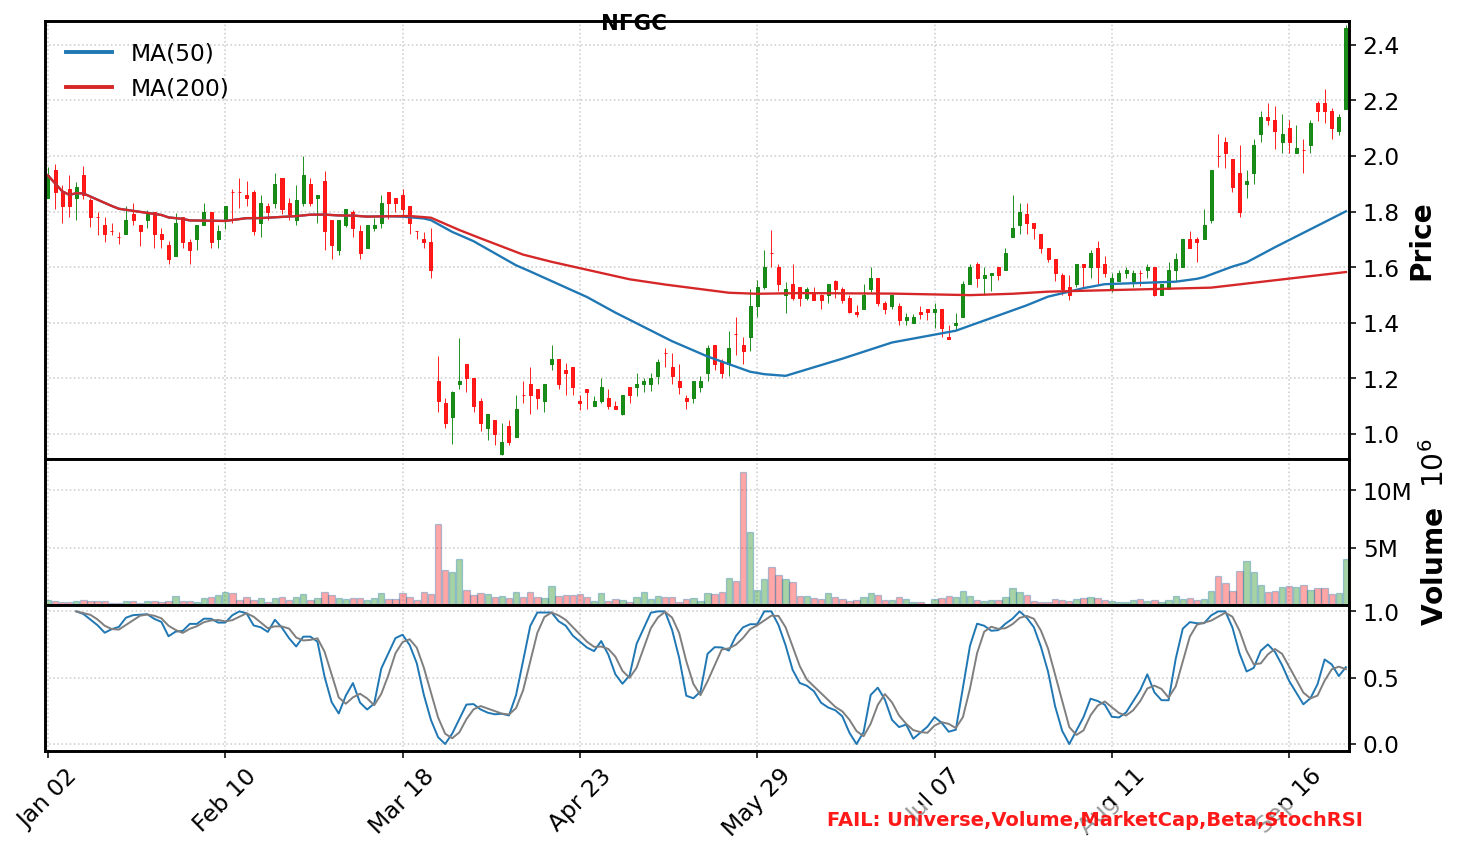 NFGC
MA(50)
MA(200)
2.4
2.2
2.0
1.8
1.6
1.4
1.2
1.0
Price
10M
5M
Volume 10^6
1.0
0.5
0.0
Jan 02
Feb 10
Mar 18
Apr 23
May 29
Jul 07
Aug 11
Sep 16
FAIL: Universe,Volume,MarketCap,Beta,StochRSI